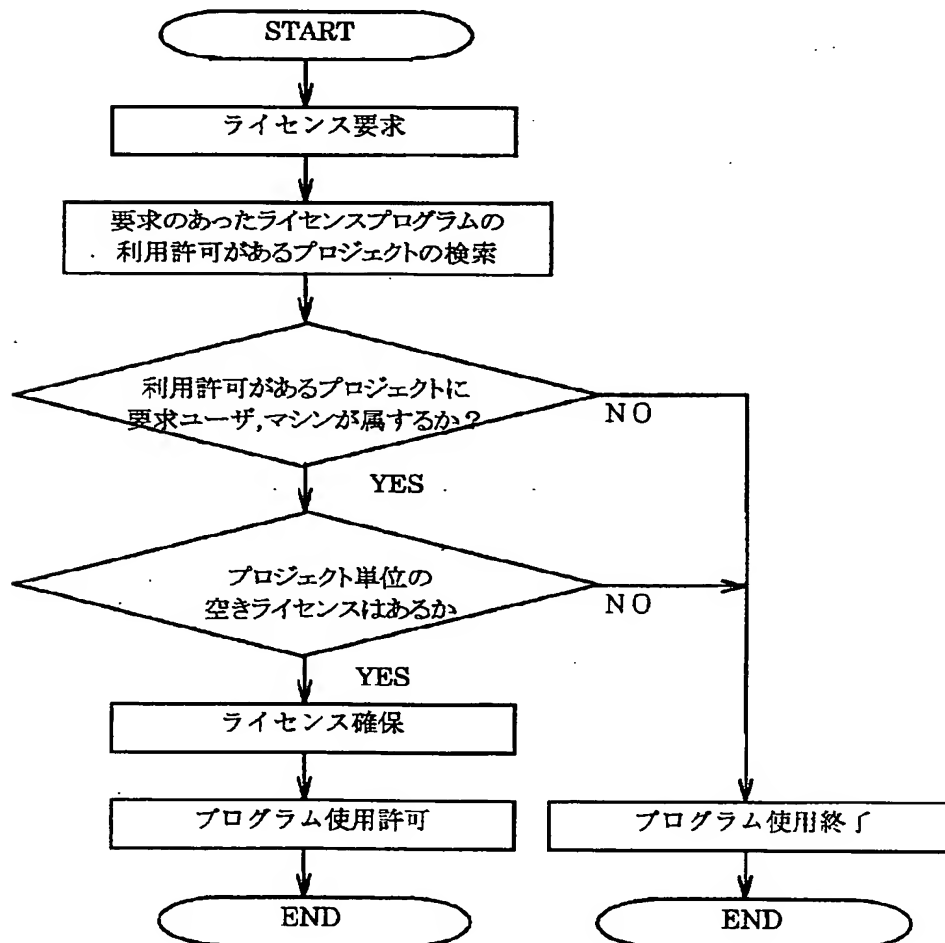 START
ライセンス要求
要求のあったライセンスプログラムの
利用許可があるプロジェクトの検索
利用許可があるプロジェクトに
要求ユーザ,マシンが属するか?
NO
YES
プロジェクト単位の
空きライセンスはあるか
NO
YES
ライセンス確保
プログラム使用許可
プログラム使用終了
END
END